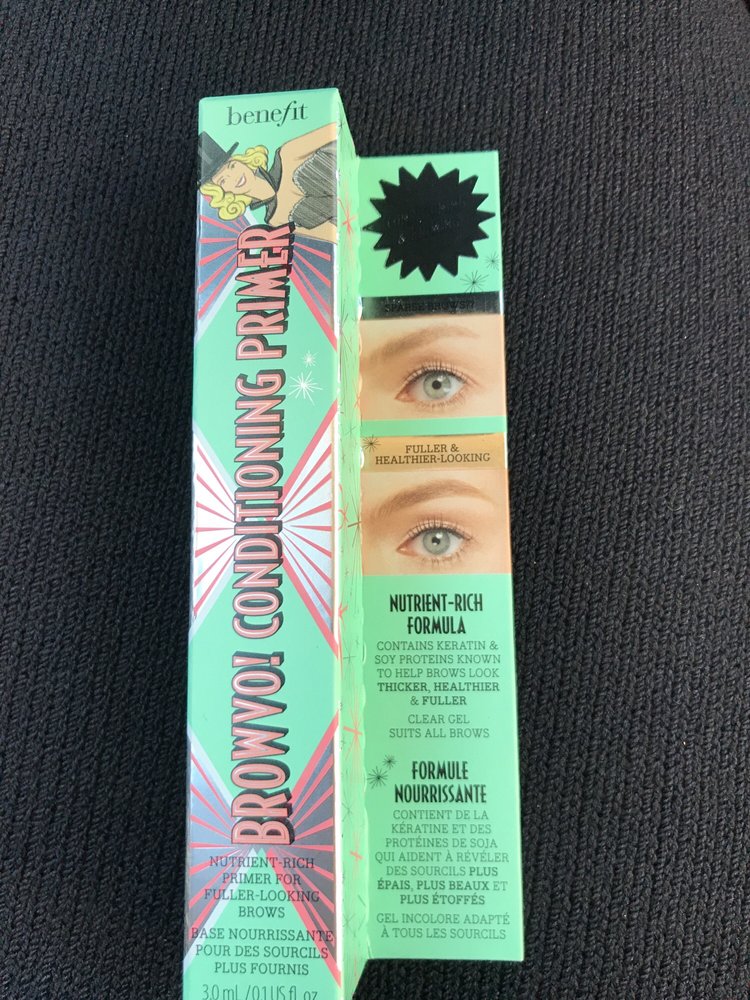 benefit
BROWVO! CONDITIONING PRIMER
NUTRIENT-RICH
PRIMER FOR
FULLER-LOOKING
BROWS
BASE NOURRISSANTE
POUR DES SOURCILS
PLUS FOURNIS
3.0 mL / 0.1 US fl. oz.
SPARSE BROWS?
FULLER &
HEALTHIER-LOOKING
NUTRIENT-RICH
FORMULA
CONTAINS KERATIN &
SOY PROTEINS KNOWN
TO HELP BROWS LOOK
THICKER, HEALTHIER
& FULLER
CLEAR GEL
SUITS ALL BROWS
FORMULE
NOURRISSANTE
CONTIENT DE LA
KÉRATINE ET DES
PROTÉINES DE SOJA
QUI AIDENT À RÉVÉLER
DES SOURCILS PLUS
ÉPAIS, PLUS BEAUX ET
PLUS ÉTOFFÉS
GEL INCOLORE ADAPTÉ
À TOUS LES SOURCILS